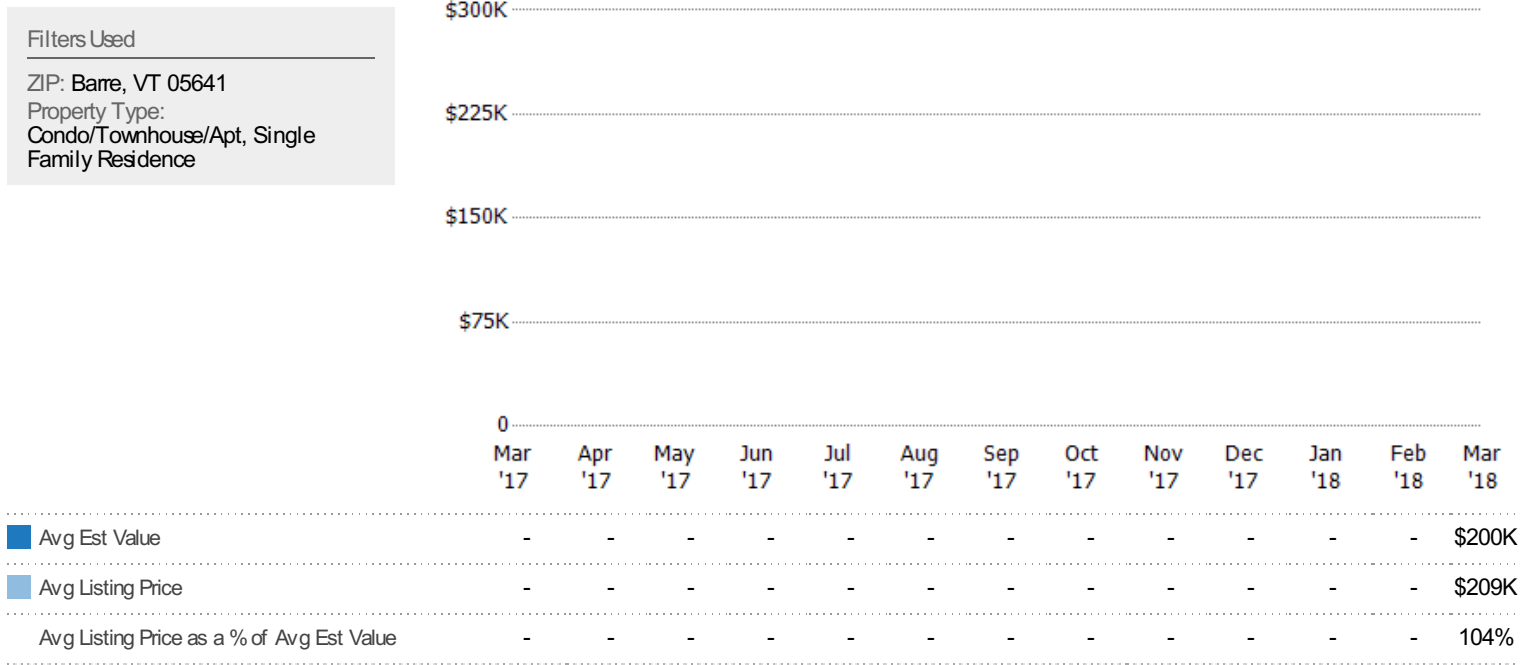 Filters Used
ZIP: Barre, VT 05641
Property Type:
Condo/Townhouse/Apt, Single
Family Residence
$300K
$225K
$150K
$75K
0
Mar Apr May Jun Jul Aug Sep Oct Nov Dec Jan Feb Mar
'17 '17 '17 '17 '17 '17 '17 '17 '17 '17 '18 '18 '18
Avg Est Value - - - - - - - - - - - - $200K
Avg Listing Price - - - - - - - - - - - - $209K
Avg Listing Price as a % of Avg Est Value - - - - - - - - - - - - 104%